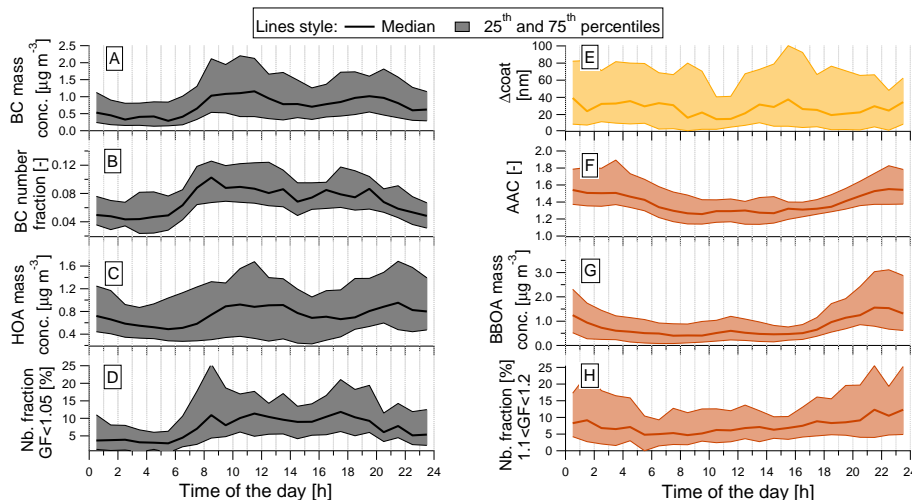 Lines style: Median 25th and 75th percentiles
A
BC mass
conc. [µg m-3]
2.5
2.0
1.5
1.0
0.5
0.0
B
BC number
fraction [-]
0.12
0.08
0.04
C
HOA mass
conc. [µg m-3]
1.6
1.2
0.8
0.4
D
Nb. fraction
GF<1.05 [%]
25
20
15
10
5
0 2 4 6 8 10 12 14 16 18 20 22 24
Time of the day [h]
E
Δcoat
[nm]
100
80
60
40
20
0
F
AAC [-]
1.8
1.6
1.4
1.2
1.0
G
BBOA mass
conc. [µg m-3]
3.0
2.0
1.0
0.0
H
Nb. fraction [%]
1.1<GF<1.2
25
20
15
10
5
0 2 4 6 8 10 12 14 16 18 20 22 24
Time of the day [h]